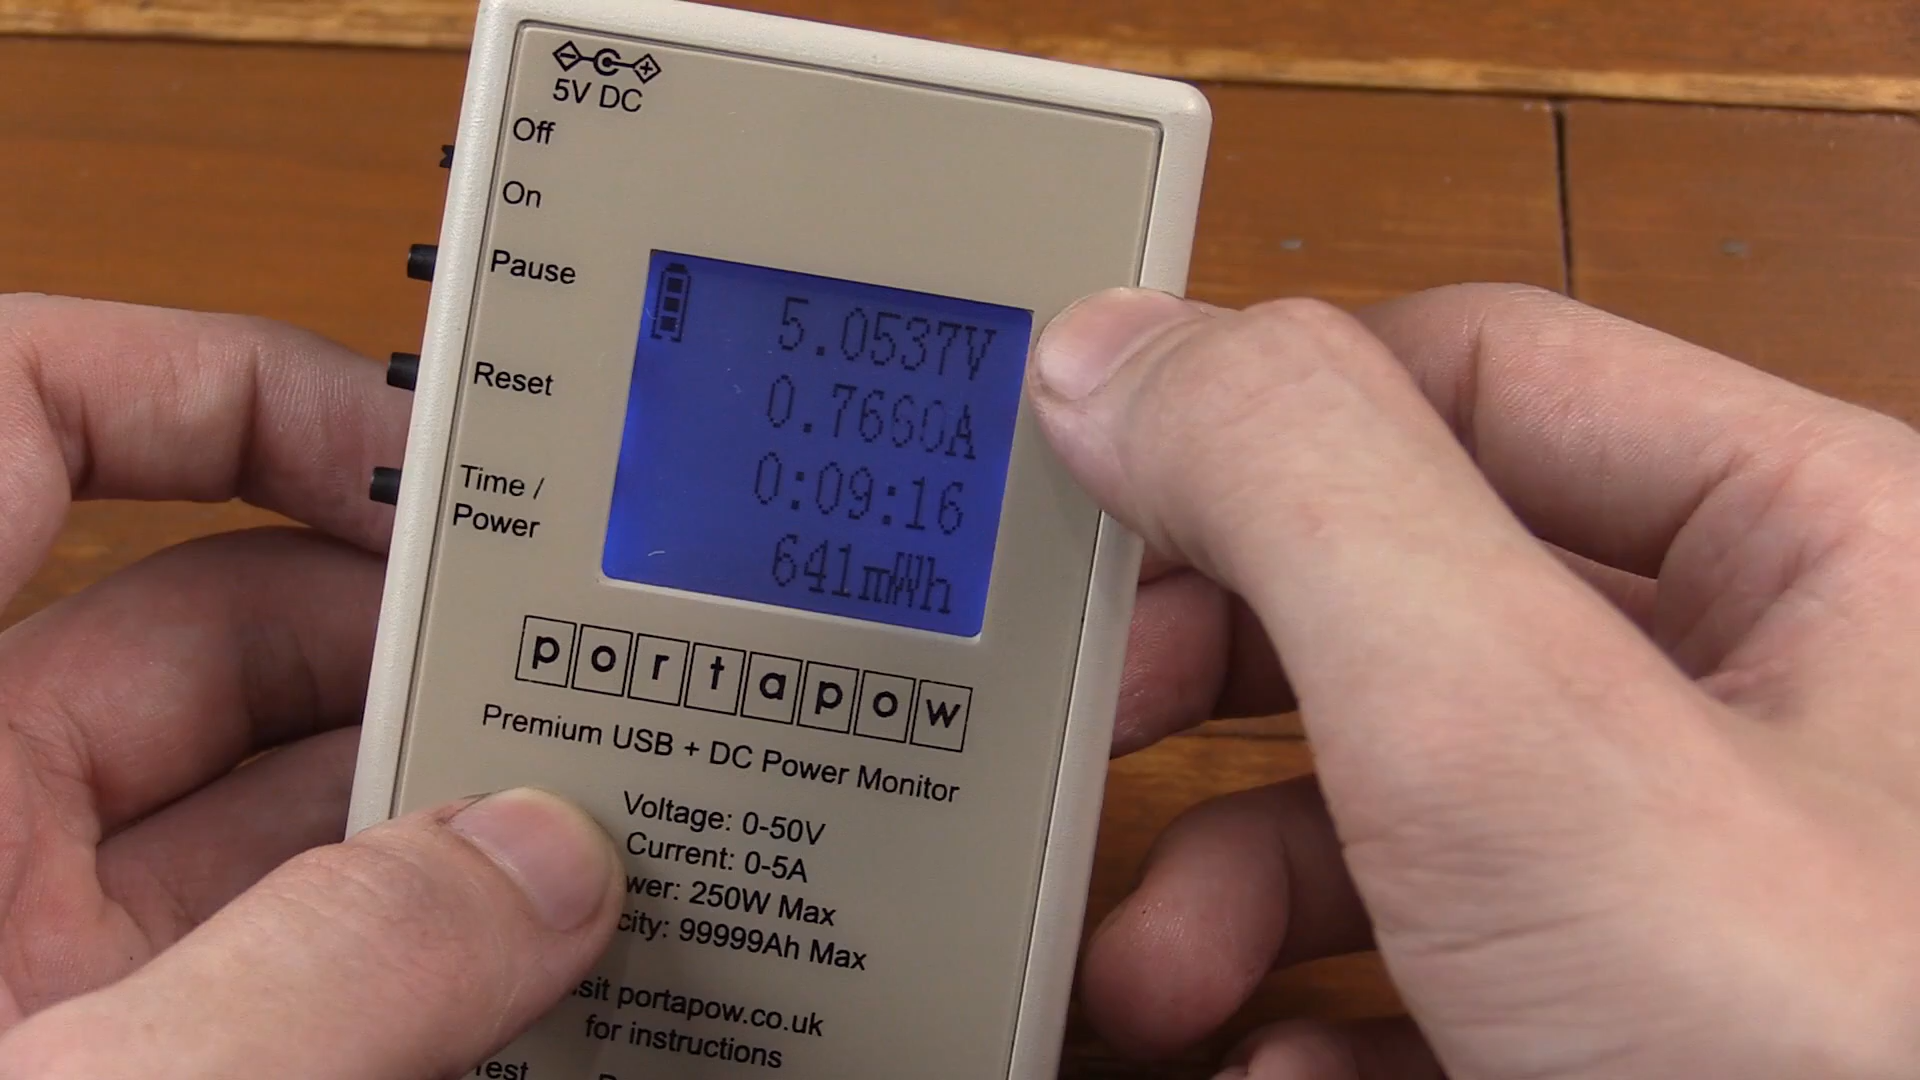 5V DC
Off
On
Pause
Reset
Time /
Power
5.0537V
0.7660A
0:09:16
641mWh
portapow
Premium USB + DC Power Monitor
Voltage: 0-50V
Current: 0-5A
250W Max
99999Ah Max
portapow.co.uk
for instructions